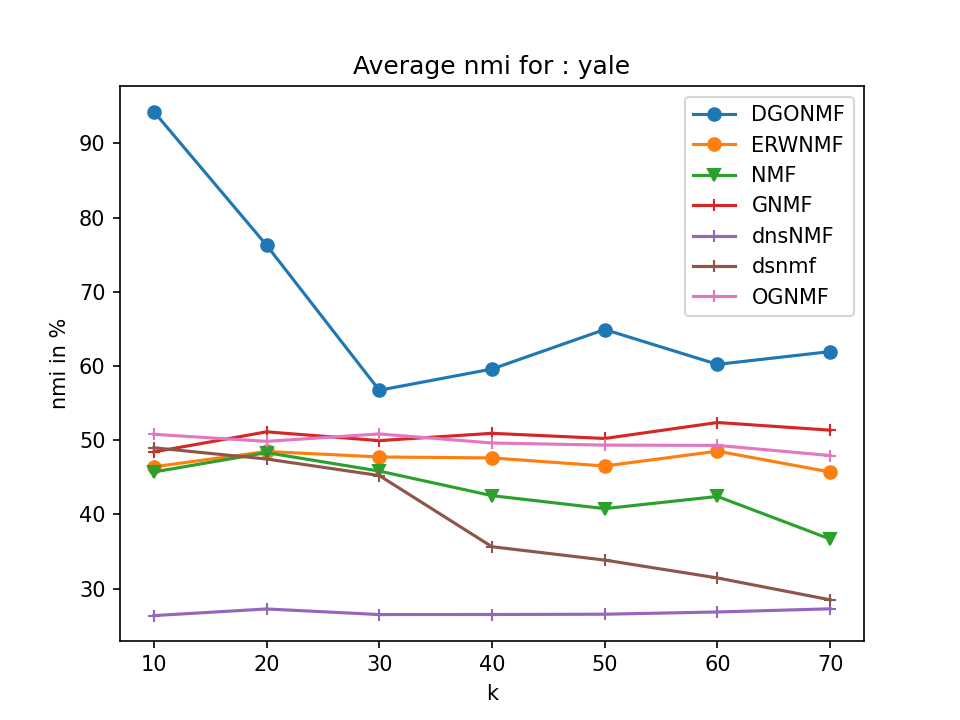 Average nmi for : yale
nmi in %
90
80
70
60
50
40
30
10 20 30 40 50 60 70
k
DGONMF
ERWNMF
NMF
GNMF
dnsNMF
dsnmf
OGNMF